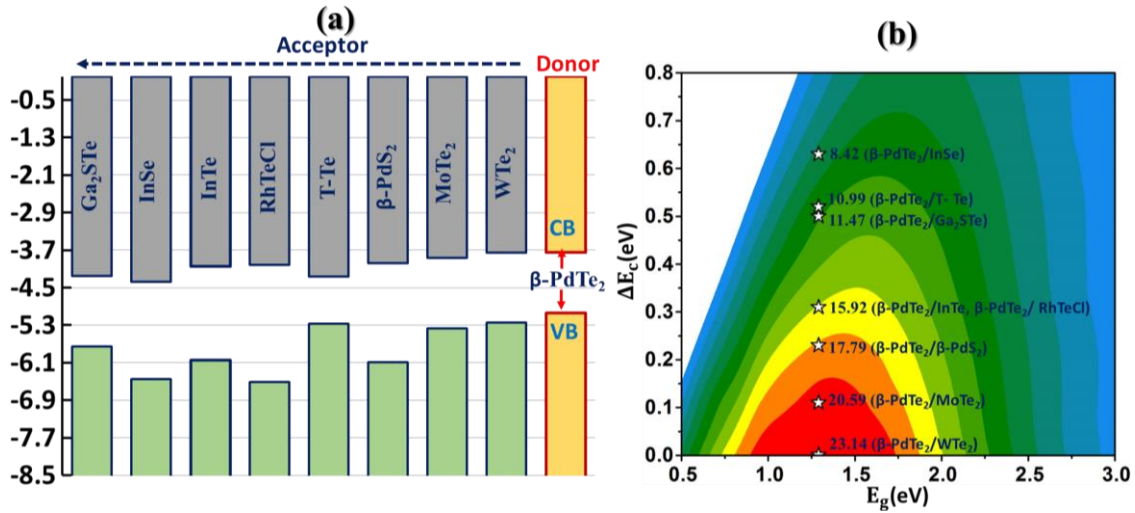 (a)
Acceptor
Donor
-0.5
-1.3
-2.1
-2.9
-3.7
-4.5
-5.3
-6.1
-6.9
-7.7
-8.5
Ga₂STe
InSe
InTe
RhTeCl
T-Te
β-PdS₂
MoTe₂
WTe₂
CB
β-PdTe₂
VB
(b)
ΔE_c(eV)
0.8
0.7
0.6
0.5
0.4
0.3
0.2
0.1
0.0
8.42 (β-PdTe₂/InSe)
10.99 (β-PdTe₂/T- Te)
11.47 (β-PdTe₂/Ga₂STe)
15.92 (β-PdTe₂/InTe, β-PdTe₂/ RhTeCl)
17.79 (β-PdTe₂/β-PdS₂)
20.59 (β-PdTe₂/MoTe₂)
23.14 (β-PdTe₂/WTe₂)
0.5 1.0 1.5 2.0 2.5 3.0
E_g(eV)